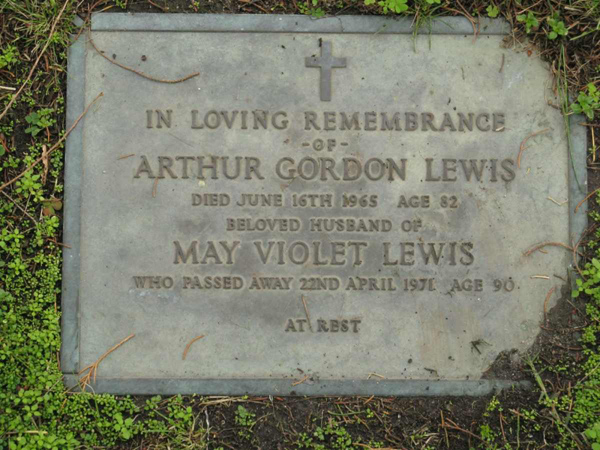 IN LOVING REMEMBRANCE
-OF-
ARTHUR GORDON LEWIS
DIED JUNE 16TH 1965 AGE 82
BELOVED HUSBAND OF
MAY VIOLET LEWIS
WHO PASSED AWAY 22ND APRIL 1971 AGE 90
AT REST